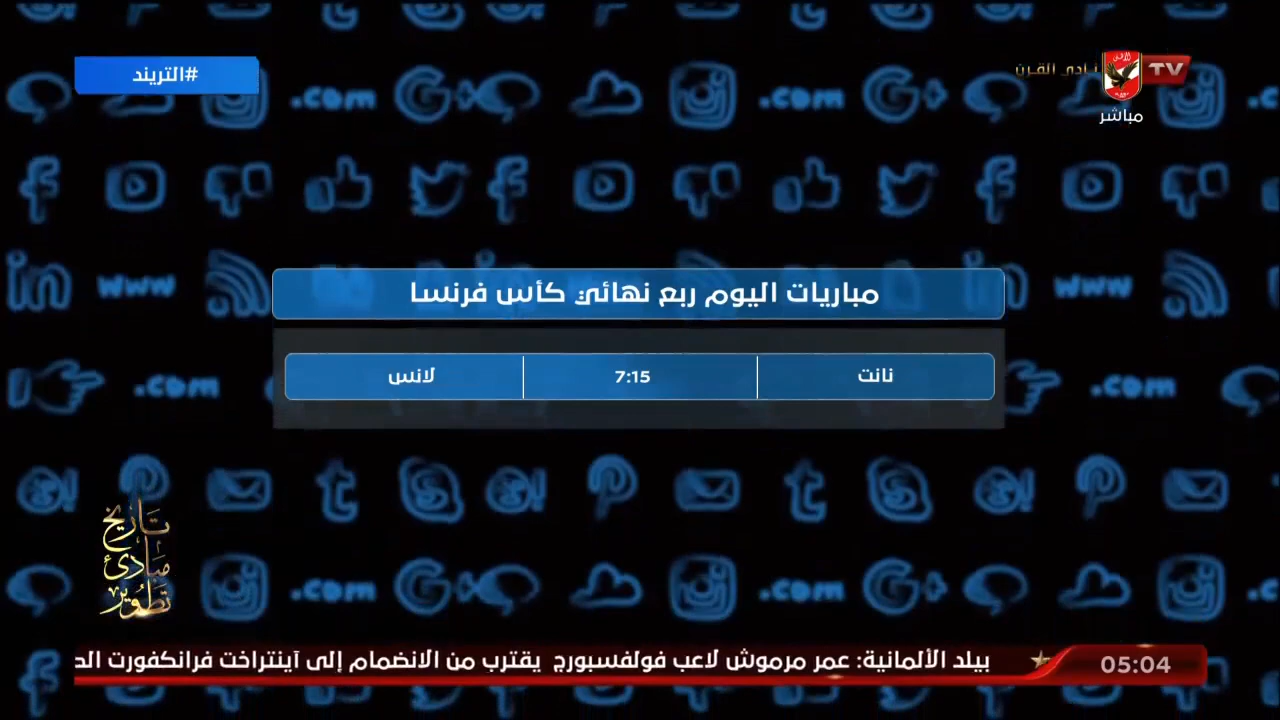 #التريند
نادي القرن
TV
مباشر
مباريات اليوم ربع نهائي كأس فرنسا
نانت 7:15 لانس
تاريخ
مبادئ
تطوير
05:04 بيلد الألمانية: عمر مرموش لاعب فولفسبورج يقترب من الانضمام إلى آينتراخت فرانكفورت